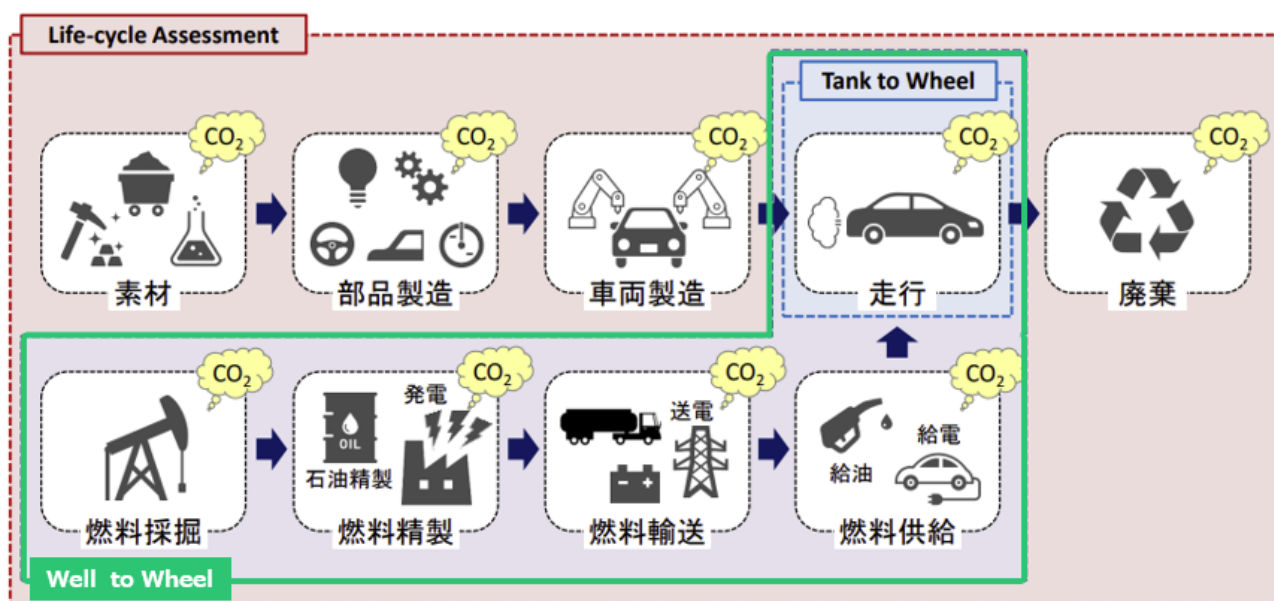 Life-cycle Assessment
Tank to Wheel
CO2
CO2
CO2
CO2
CO2
素材
部品製造
車両製造
走行
廃棄
CO2
CO2
CO2
CO2
発電
OIL
石油精製
送電
給電
給油
燃料採掘
燃料精製
燃料輸送
燃料供給
Well to Wheel